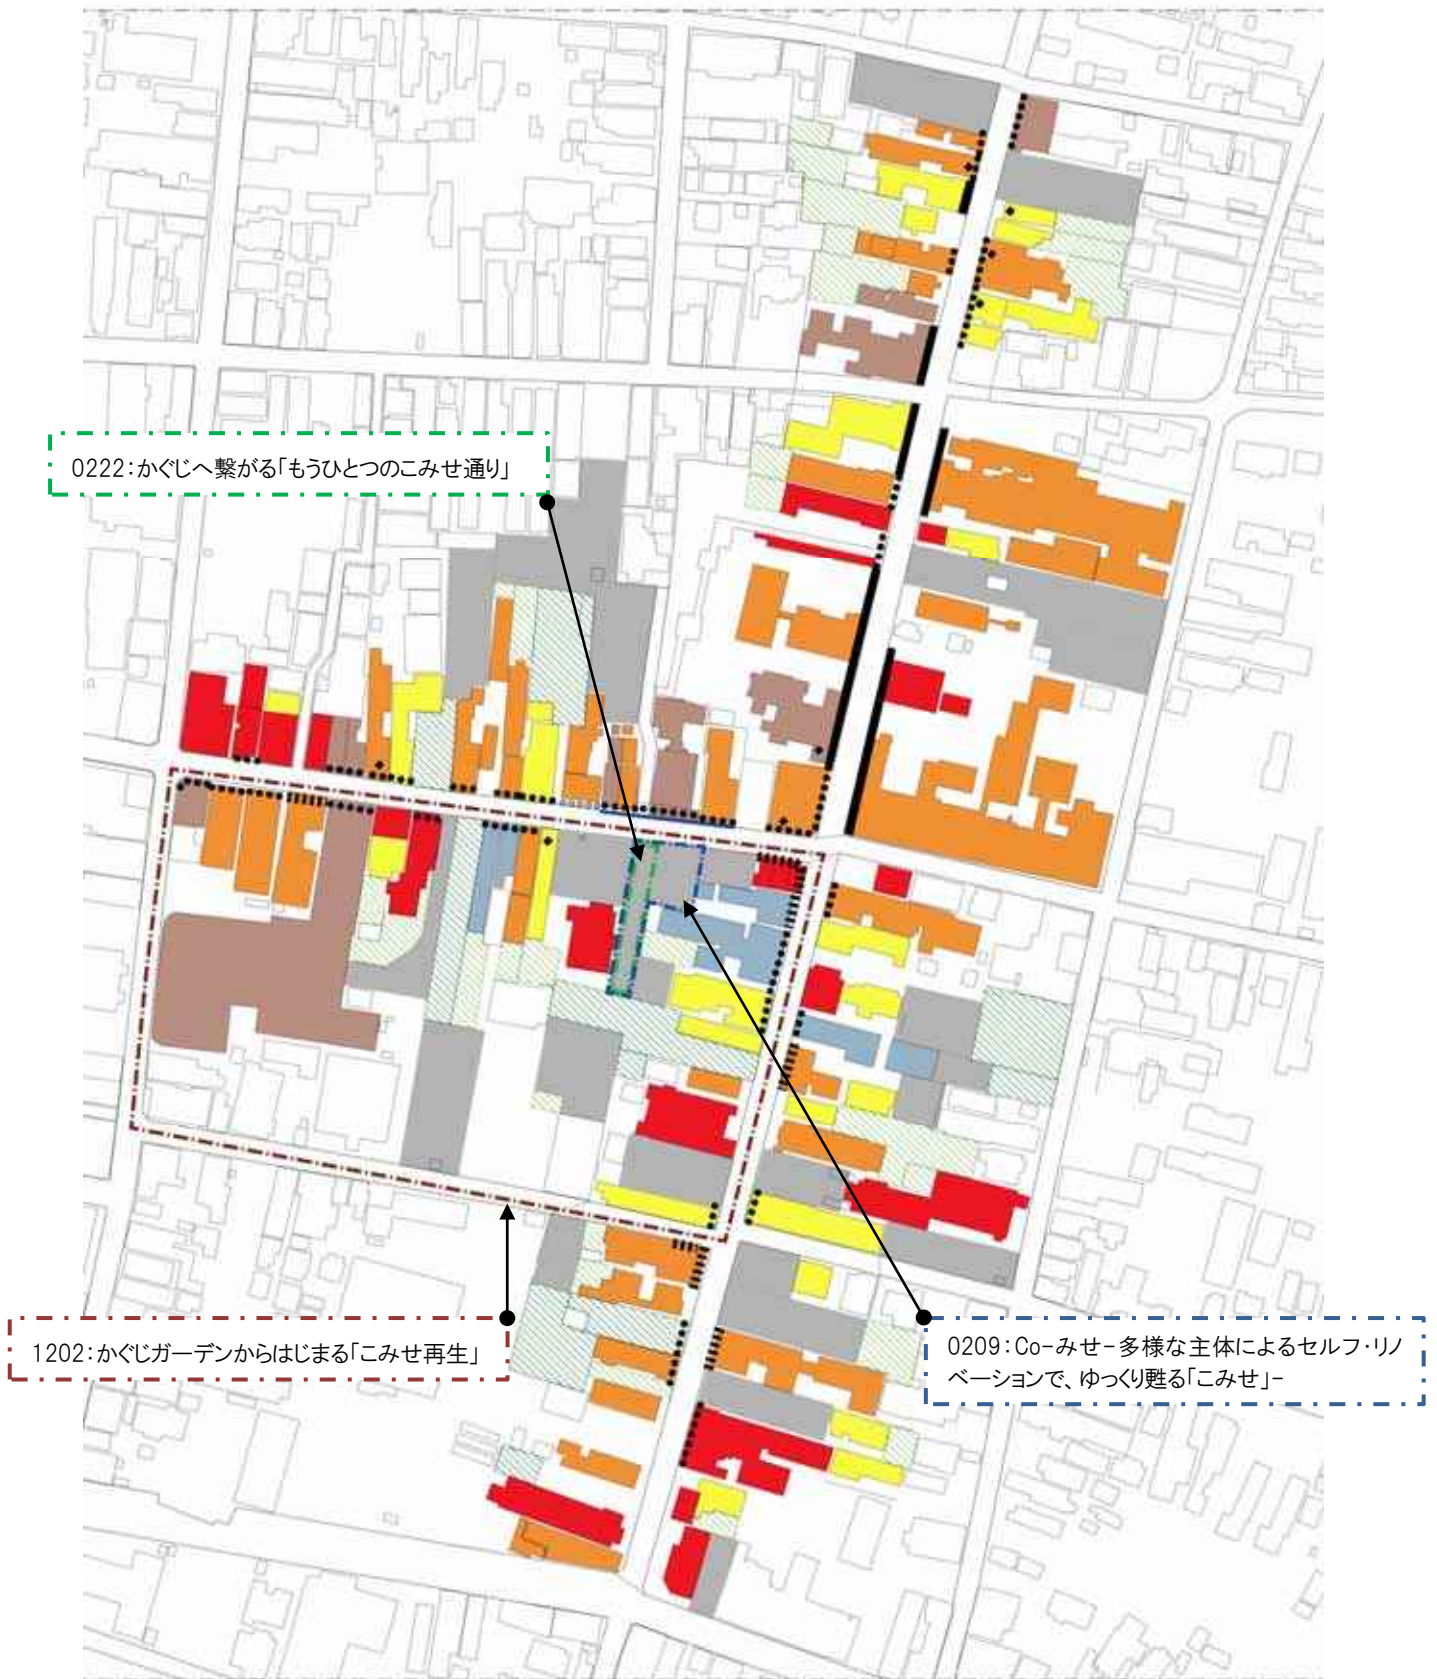 0222:かぐじへ繋がる「もうひとつのこみせ通り」
1202:かぐじガーデンからはじまる「こみせ再生」
0209:Co-みせ-多様な主体によるセルフ・リノ
ベーションで、ゆっくり甦る「こみせ」-